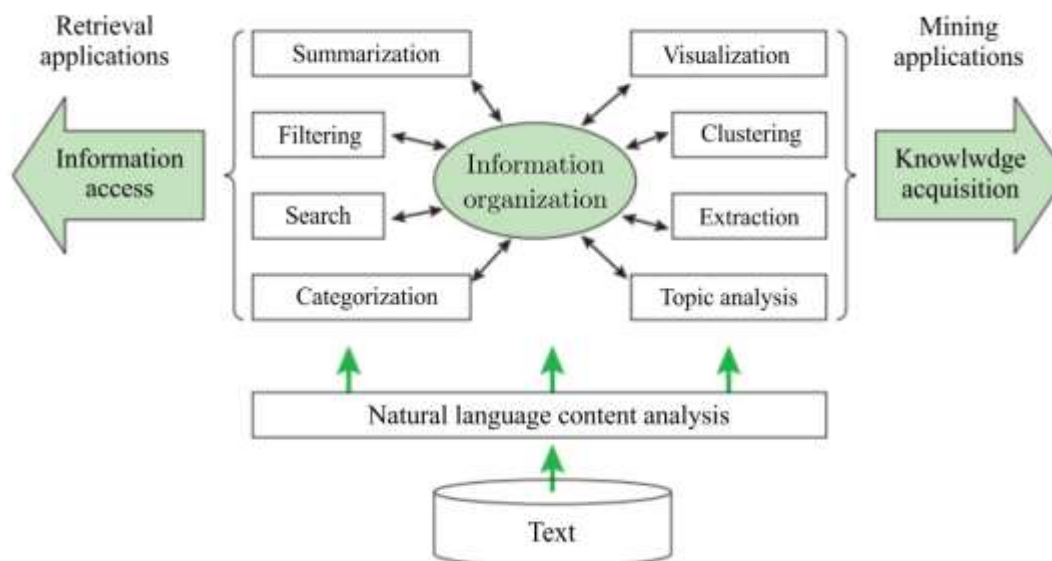 Retrieval
applications
Mining
applications
Summarization
Visualization
Filtering
Clustering
Information
access
Information
organization
Knowlwdge
acquisition
Search
Extraction
Categorization
Topic analysis
Natural language content analysis
Text